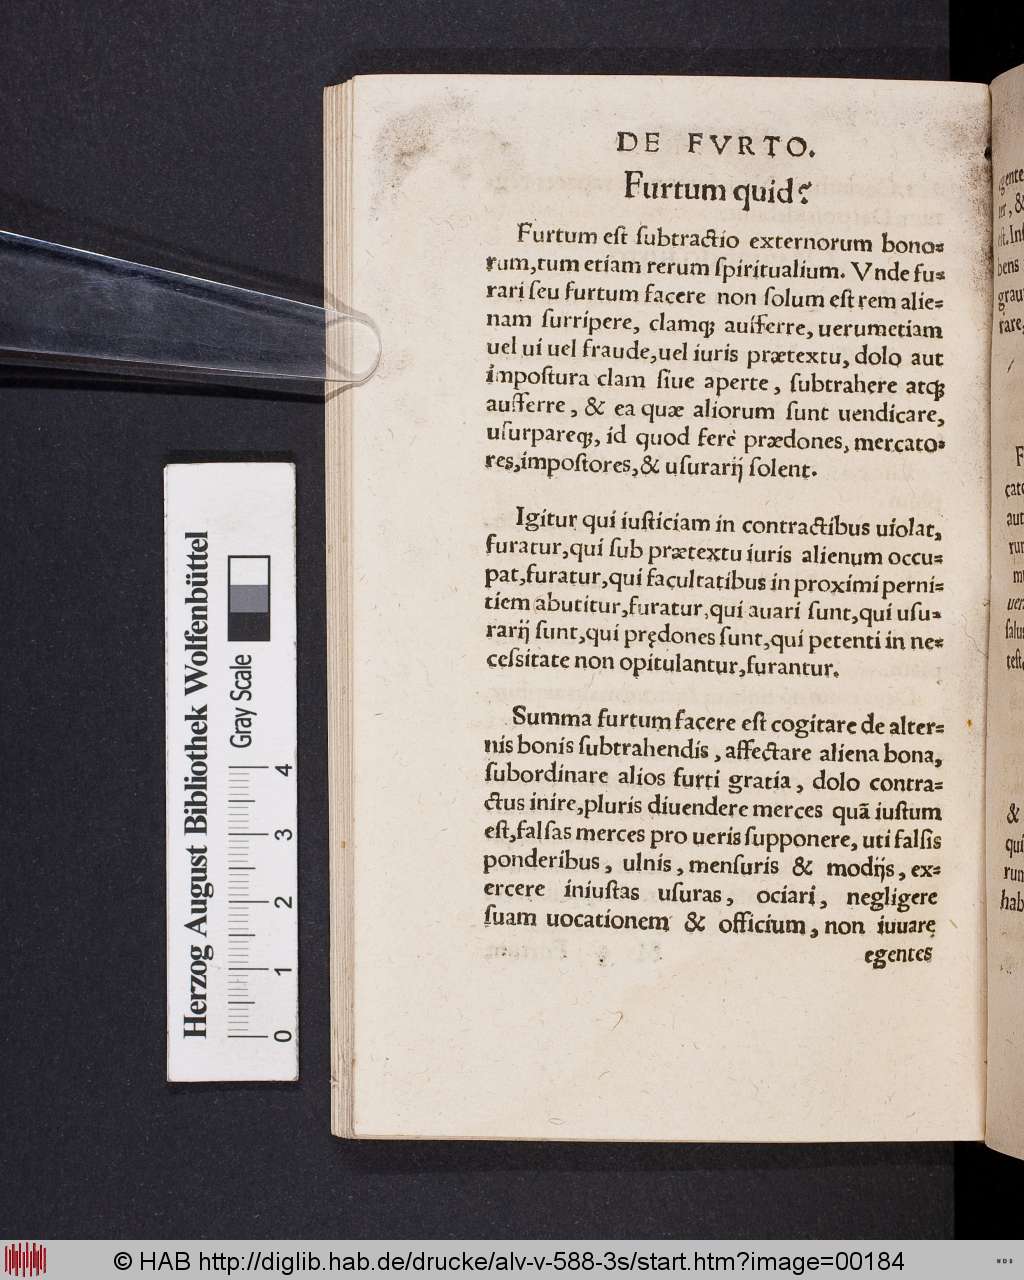 DE FVRTO.
Furtum quid?
Furtum eſt ſubtractio externorum bono=
rum,tum etiam rerum ſpiritualium. Vnde fu=
rari ſeu furtum facere non ſolum eſt rem alie=
nam ſurripere, clamqꝫ aufferre, uerumetiam
uel ui uel fraude,uel iuris prætextu, dolo aut
impoſtura clam ſiue aperte, ſubtrahere atqꝫ
aufferre, & ea quæ aliorum ſunt uendicare,
uſurpareqꝫ, id quod ferè prædones, mercato=
res,impoſtores,& uſurarij ſolent.
Igitur qui iuſticiam in contractibus uiolat,
furatur,qui ſub prætextu iuris alienum occu=
pat,furatur,qui facultatibus in proximi perni=
tiem abutitur,furatur,qui auari ſunt,qui uſu=
rarij ſunt,qui prędones ſunt,qui petenti in ne=
ceſsitate non opitulantur,furantur.
Summa furtum facere eſt cogitare de alter=
nis bonis ſubtrahendis, affectare aliena bona,
ſubordinare alios furti gratia, dolo contra=
ctus inire,pluris diuendere merces quã iuſtum
eſt,falſas merces pro ueris ſupponere, uti falſis
ponderibus, ulnis, menſuris & modijs, ex=
ercere iniuſtas uſuras, ociari, negligere
ſuam uocationem & officium, non iuuare
egentes
Herzog August Bibliothek Wolfenbüttel
Gray Scale
0 1 2 3 4
© HAB http://diglib.hab.de/drucke/alv-v-588-3s/start.htm?image=00184